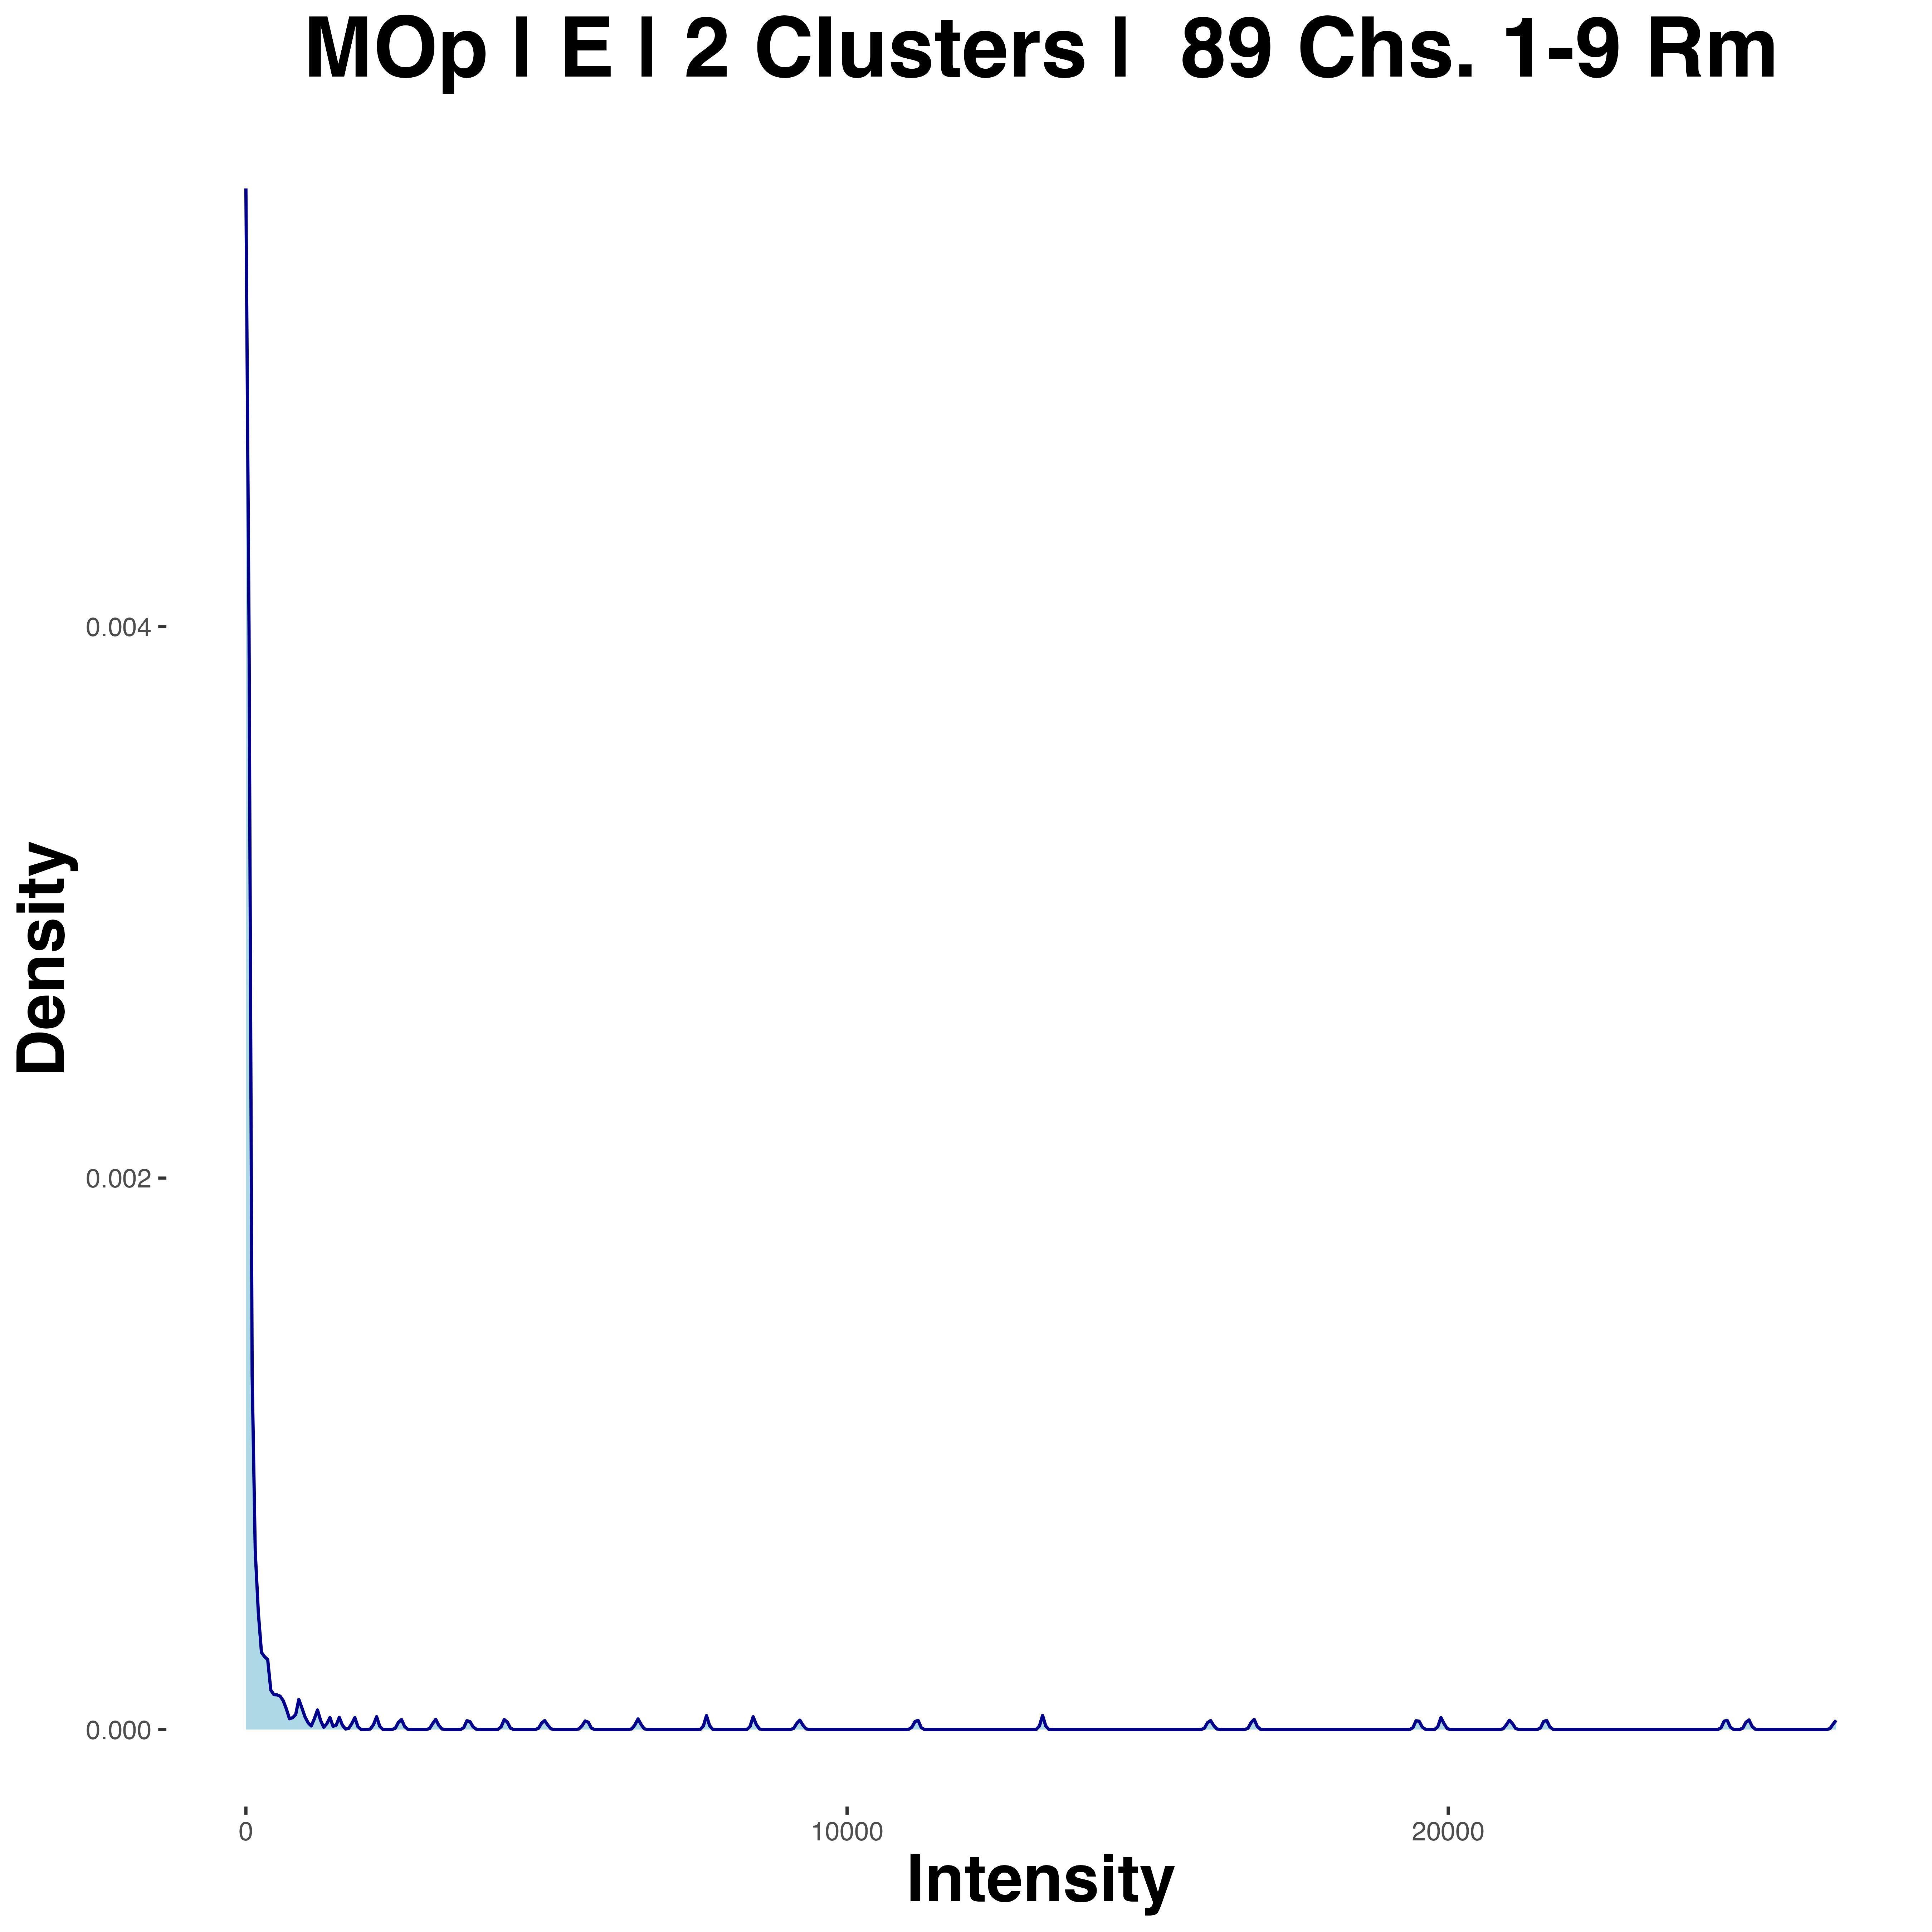 MOp | E | 2 Clusters |  89 Chs. 1-9 Rm
Density
0.004
0.002
0.000
0
10000
20000
Intensity